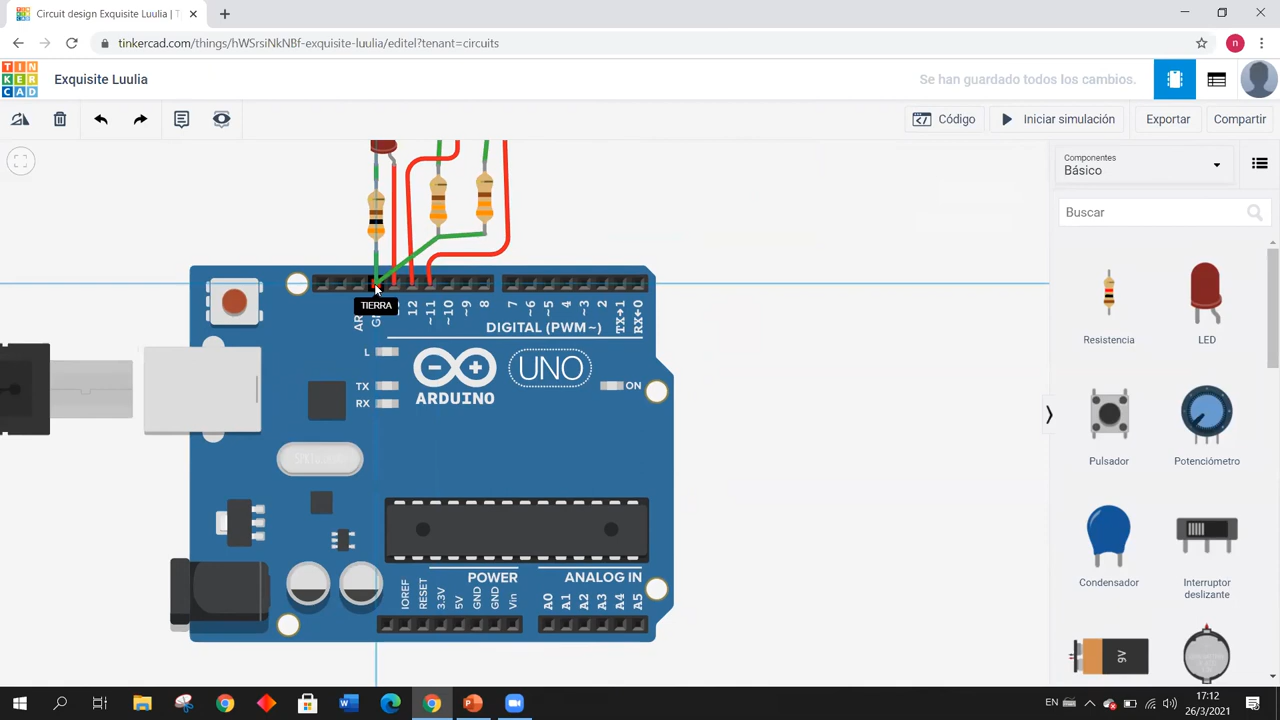 Circuit design Exquisite Luulia | T
tinkercad.com/things/hWSrsiNkNBf-exquisite-luulia/editel?tenant=circuits
n
TIN
KER
CAD
Exquisite Luulia
Se han guardado todos los cambios.
Código
Iniciar simulación
Exportar
Compartir
Componentes
Básico
Buscar
TIERRA
12
~11
~10
~9
8
7
~6
~5
4
~3
2
TX→1
RX←0
DIGITAL (PWM~)
L
TX
RX
ARDUINO
UNO
ON
IOREF
RESET
3.3V
5V
GND
GND
Vin
POWER
ANALOG IN
A0
A1
A2
A3
A4
A5
Resistencia
LED
Pulsador
Potenciómetro
Condensador
Interruptor
deslizante
9V
EN
17:12
26/3/2021